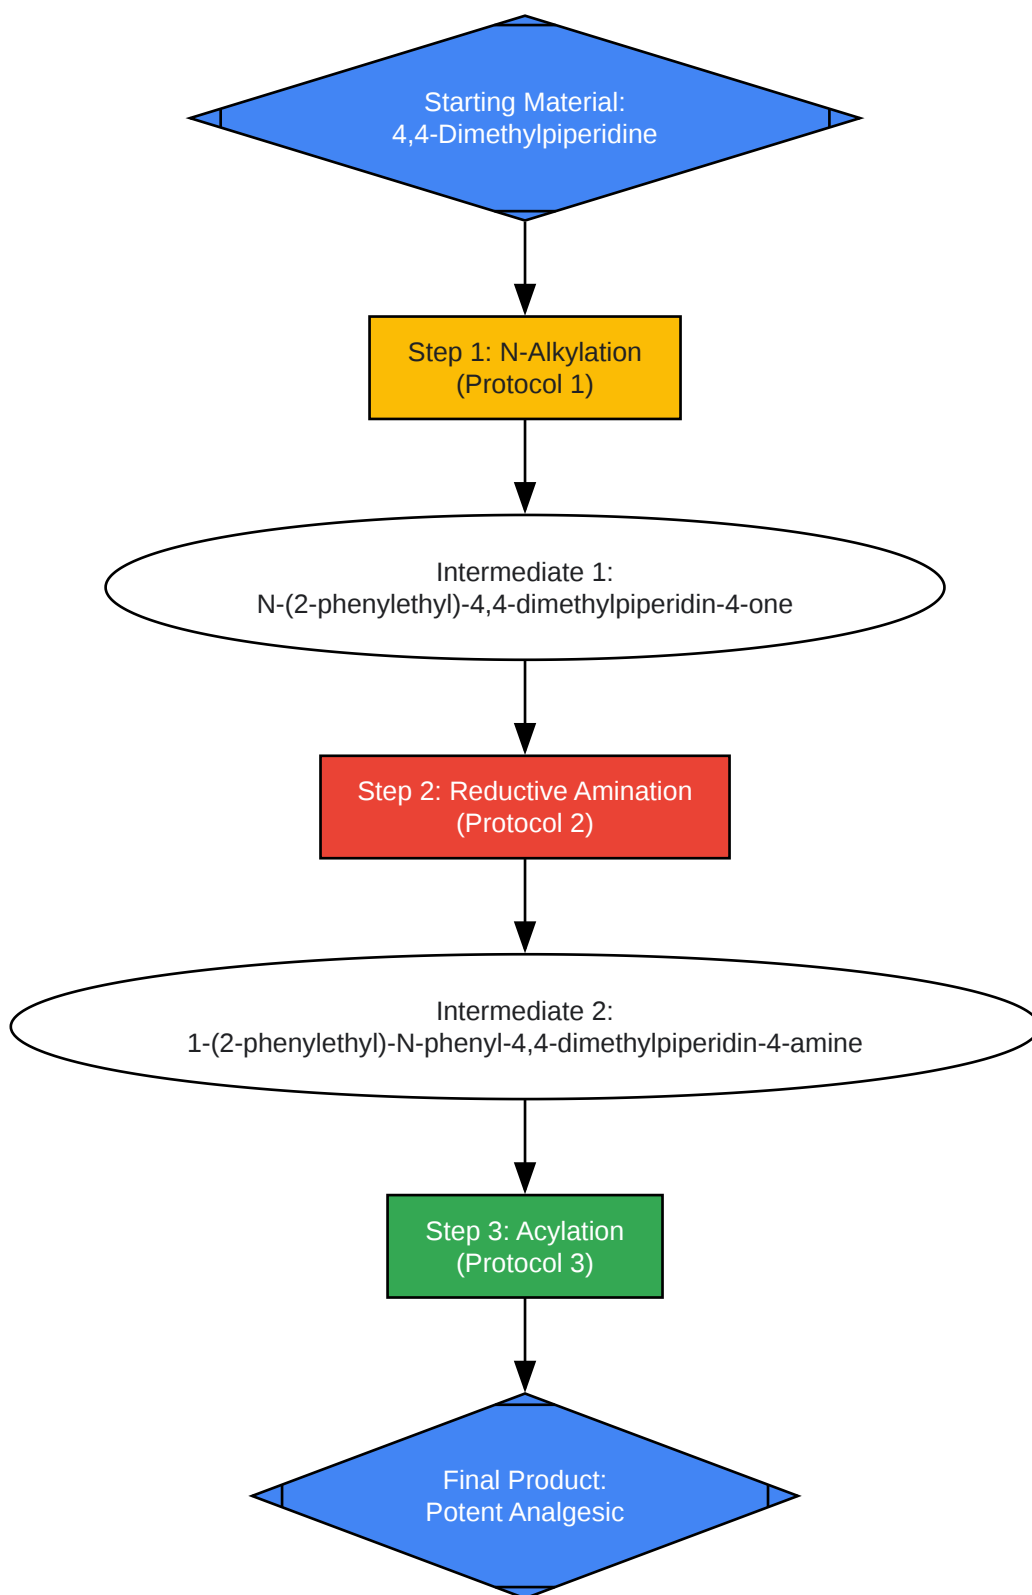 Starting Material:
4,4-Dimethylpiperidine
Step 1: N-Alkylation
(Protocol 1)
Intermediate 1:
N-(2-phenylethyl)-4,4-dimethylpiperidin-4-one
Step 2: Reductive Amination
(Protocol 2)
Intermediate 2:
1-(2-phenylethyl)-N-phenyl-4,4-dimethylpiperidin-4-amine
Step 3: Acylation
(Protocol 3)
Final Product:
Potent Analgesic